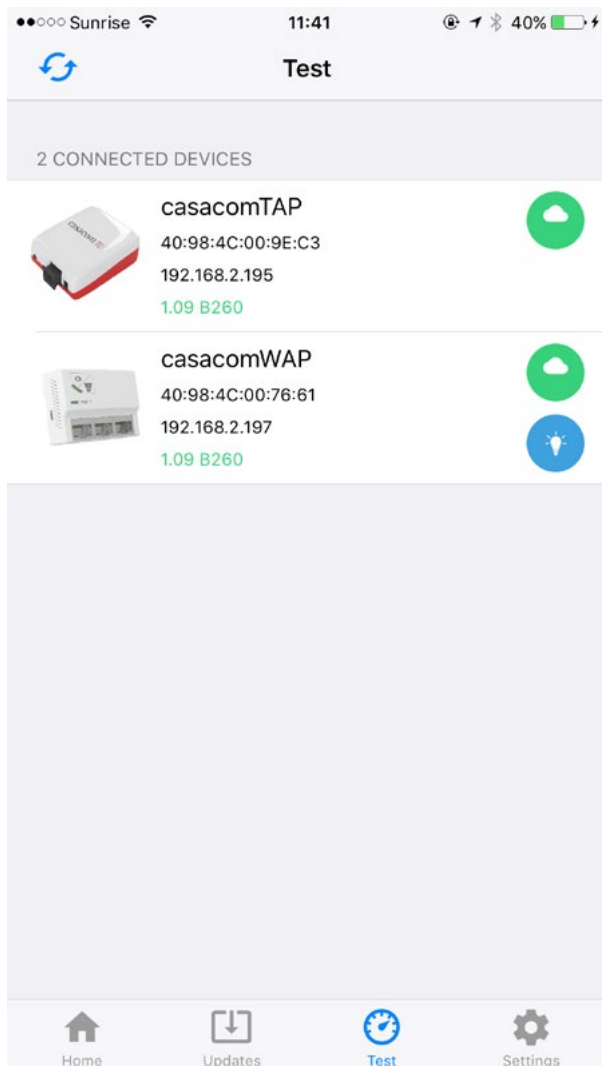 Sunrise 11:41 40%
Test
2 CONNECTED DEVICES
casacomTAP
40:98:4C:00:9E:C3
192.168.2.195
1.09 B260
casacomWAP
40:98:4C:00:76:61
192.168.2.197
1.09 B260
Home Updates Test Settings